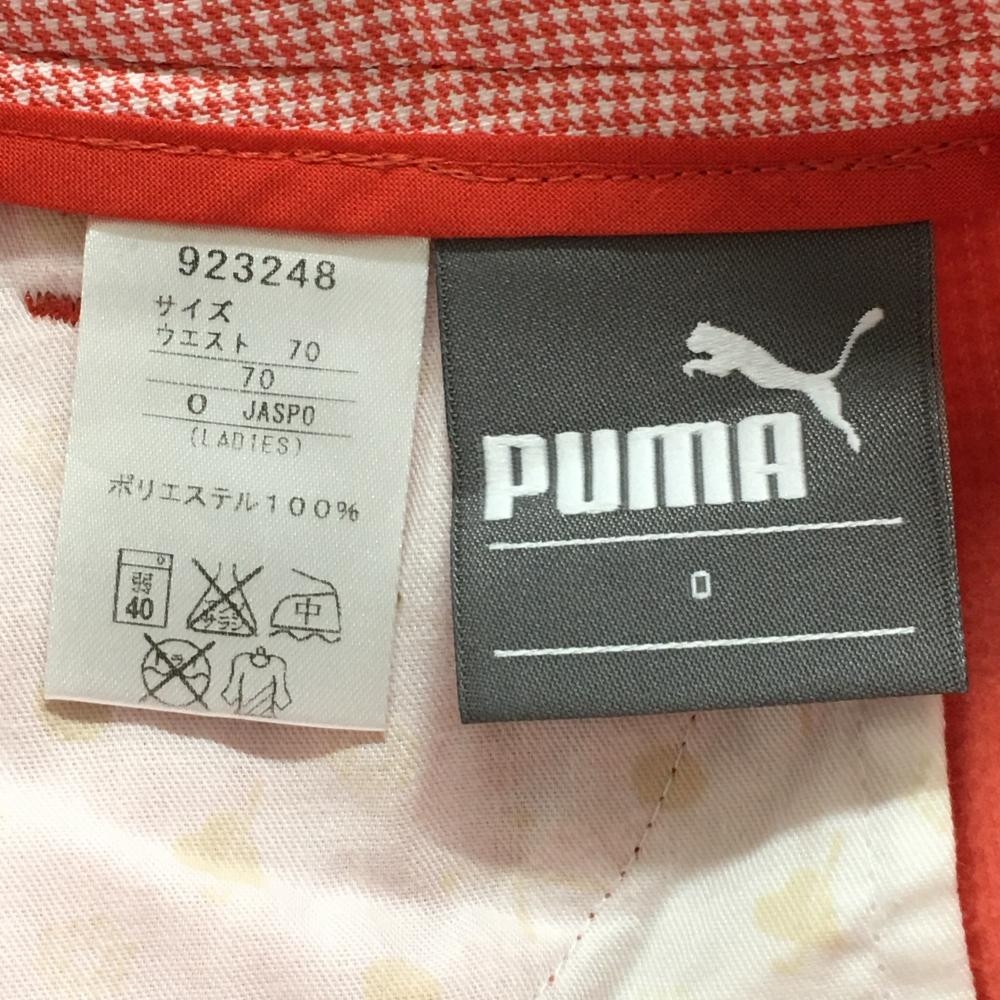 923248
サイズ
ウエスト 70
70
O JASPO
(LADIES)
ポリエステル100%
弱
40
中
PUMA
0